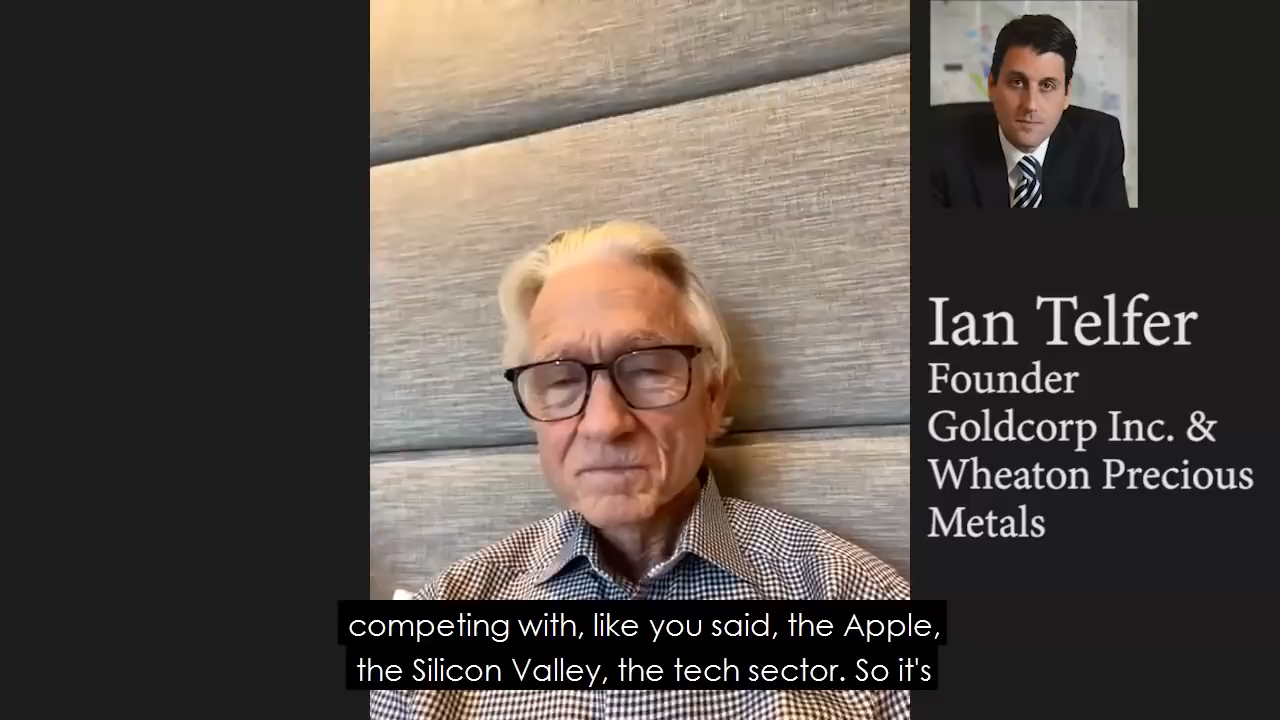 Ian Telfer
Founder
Goldcorp Inc. &
Wheaton Precious
Metals
competing with, like you said, the Apple,
the Silicon Valley, the tech sector. So it's